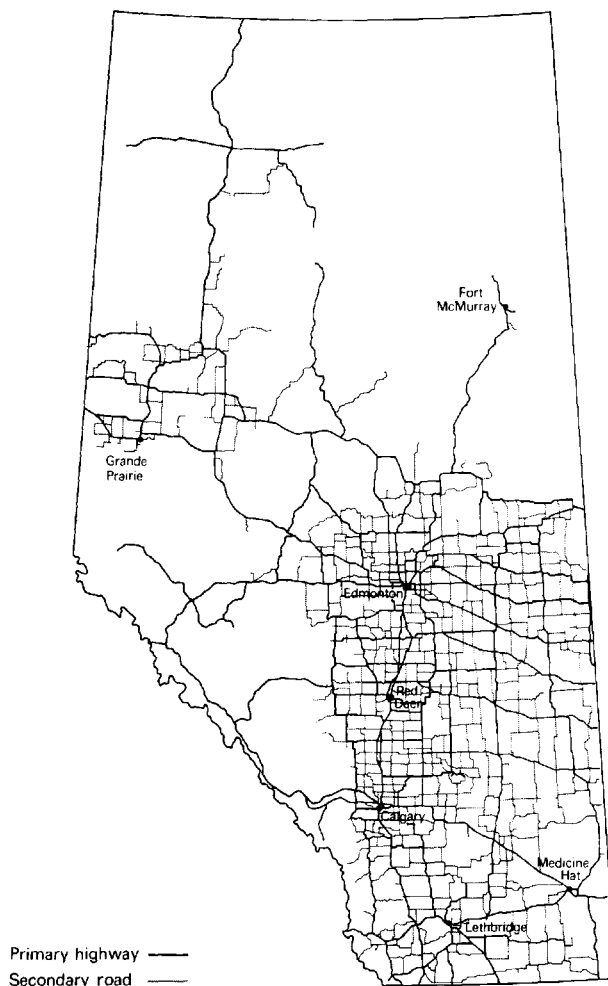 Fort
McMurray
Grande
Prairie
Edmonton
Red
Deer
Calgary
Medicine
Hat
Lethbridge
Primary highway
Secondary road